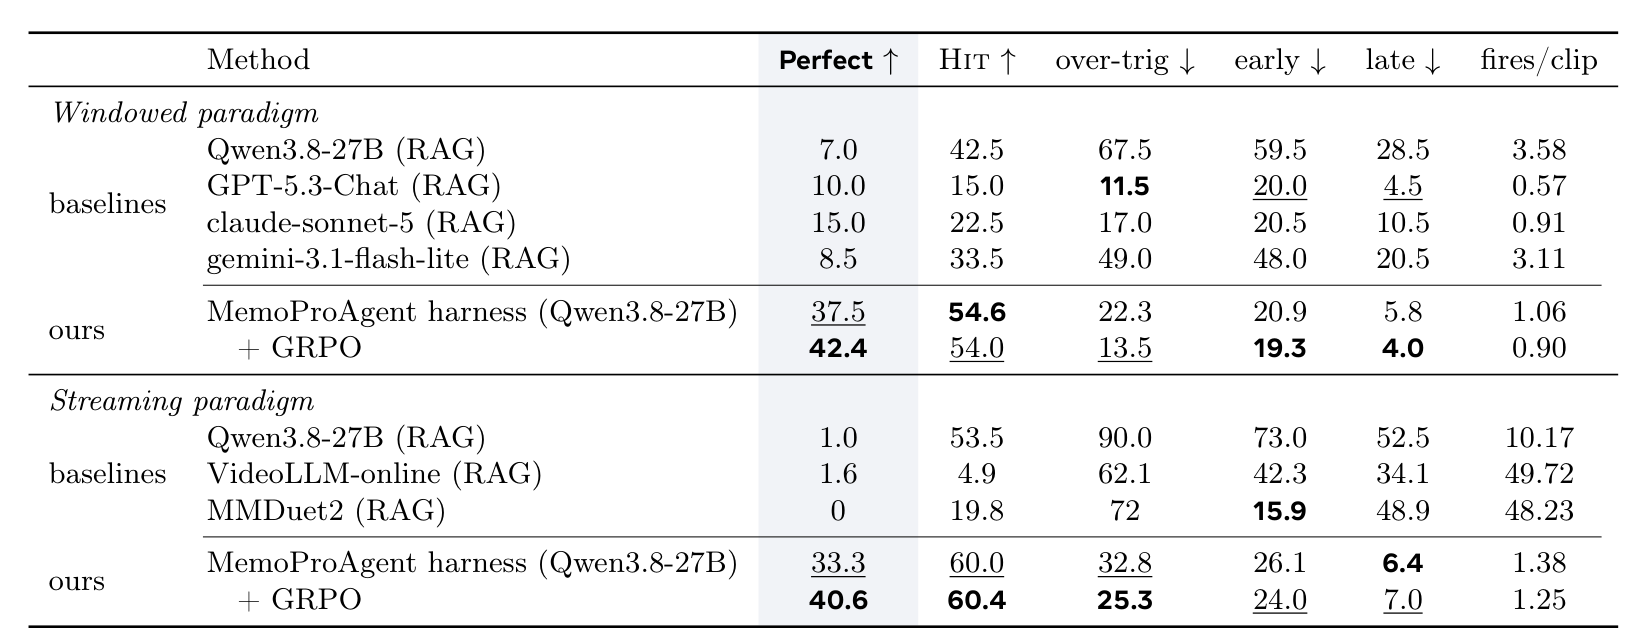 Method Perfect ↑ HIT ↑ over-trig ↓ early ↓ late ↓ fires/clip
Windowed paradigm
baselines
Qwen3.8-27B (RAG) 7.0 42.5 67.5 59.5 28.5 3.58
GPT-5.3-Chat (RAG) 10.0 15.0 11.5 20.0 4.5 0.57
claude-sonnet-5 (RAG) 15.0 22.5 17.0 20.5 10.5 0.91
gemini-3.1-flash-lite (RAG) 8.5 33.5 49.0 48.0 20.5 3.11
ours
MemoProAgent harness (Qwen3.8-27B) 37.5 54.6 22.3 20.9 5.8 1.06
+ GRPO 42.4 54.0 13.5 19.3 4.0 0.90
Streaming paradigm
baselines
Qwen3.8-27B (RAG) 1.0 53.5 90.0 73.0 52.5 10.17
VideoLLM-online (RAG) 1.6 4.9 62.1 42.3 34.1 49.72
MMDuet2 (RAG) 0 19.8 72 15.9 48.9 48.23
ours
MemoProAgent harness (Qwen3.8-27B) 33.3 60.0 32.8 26.1 6.4 1.38
+ GRPO 40.6 60.4 25.3 24.0 7.0 1.25